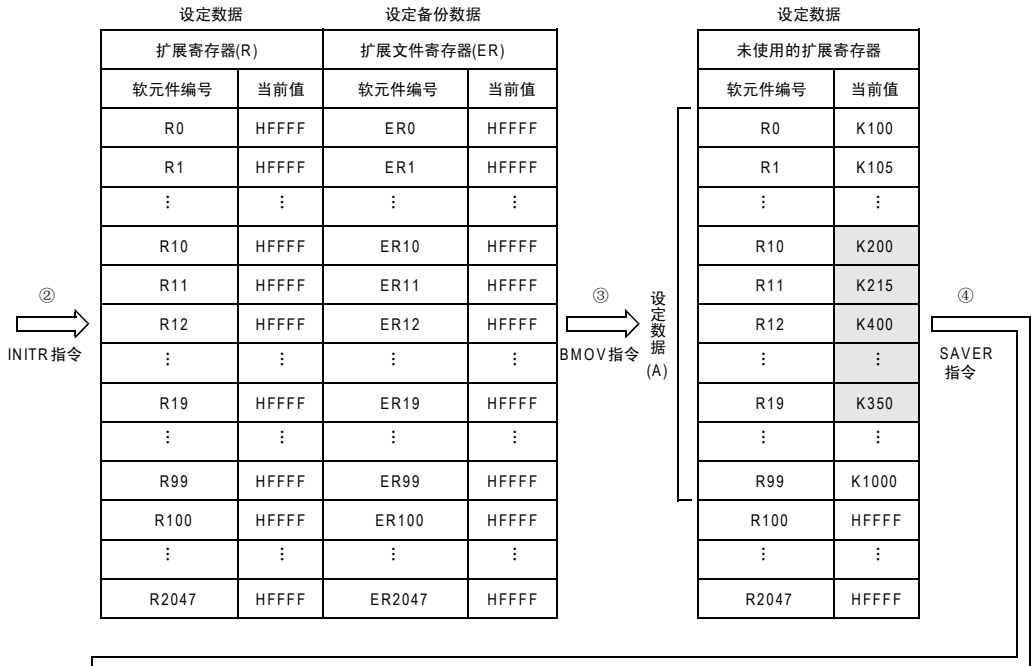 设定数据 设定备份数据 设定数据
扩展寄存器(R) 扩展文件寄存器(ER) 未使用的扩展寄存器
软元件编号 当前值 软元件编号 当前值 软元件编号 当前值
R0 HFFFF ER0 HFFFF R0 K100
R1 HFFFF ER1 HFFFF R1 K105
⋮ ⋮ ⋮ ⋮ ⋮ ⋮
R10 HFFFF ER10 HFFFF R10 K200
R11 HFFFF ER11 HFFFF R11 K215
② ③ ④
R12 HFFFF ER12 HFFFF R12 K400
INITR指令 BMOV指令 设定数据(A) SAVER指令
⋮ ⋮ ⋮ ⋮ ⋮ ⋮
R19 HFFFF ER19 HFFFF R19 K350
⋮ ⋮ ⋮ ⋮ ⋮ ⋮
R99 HFFFF ER99 HFFFF R99 K1000
R100 HFFFF ER100 HFFFF R100 HFFFF
⋮ ⋮ ⋮ ⋮ ⋮ ⋮
R2047 HFFFF ER2047 HFFFF R2047 HFFFF